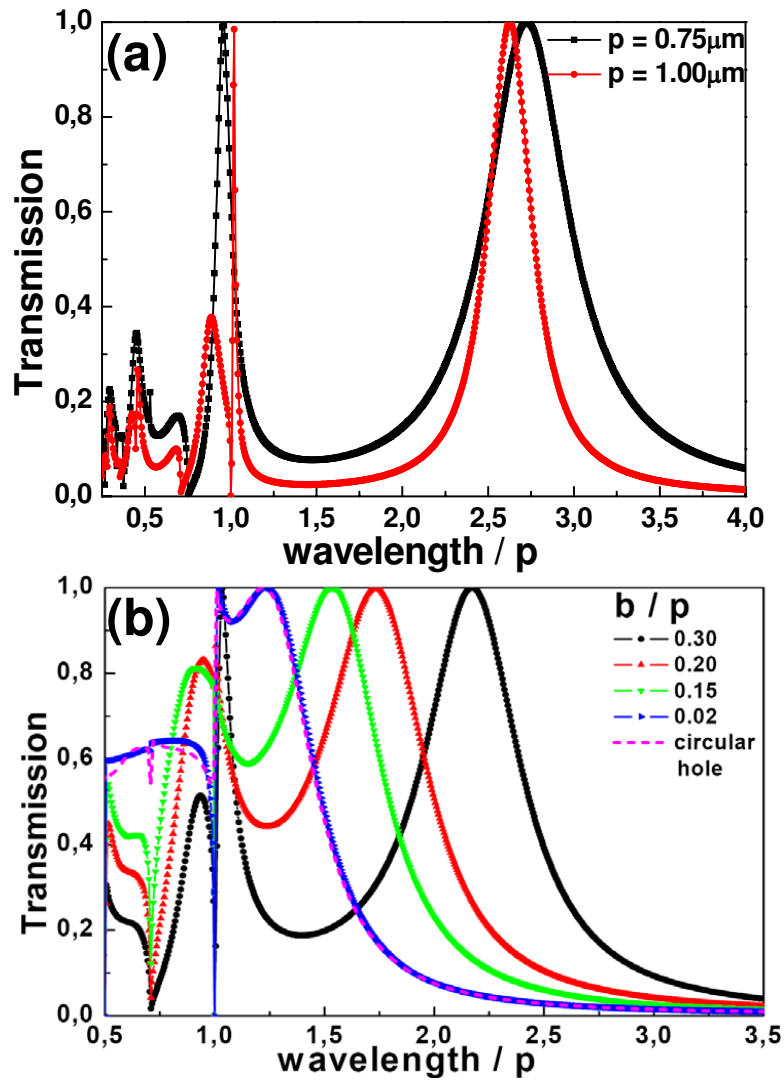 (a)
p = 0.75μm
p = 1.00μm
1,0
0,8
0,6
0,4
0,2
0,0
Transmission
0,5 1,0 1,5 2,0 2,5 3,0 3,5 4,0
wavelength / p
(b)
b / p
0.30
0.20
0.15
0.02
circular
hole
1,0
0,8
0,6
0,4
0,2
0,0
Transmission
0,5 1,0 1,5 2,0 2,5 3,0 3,5
wavelength / p